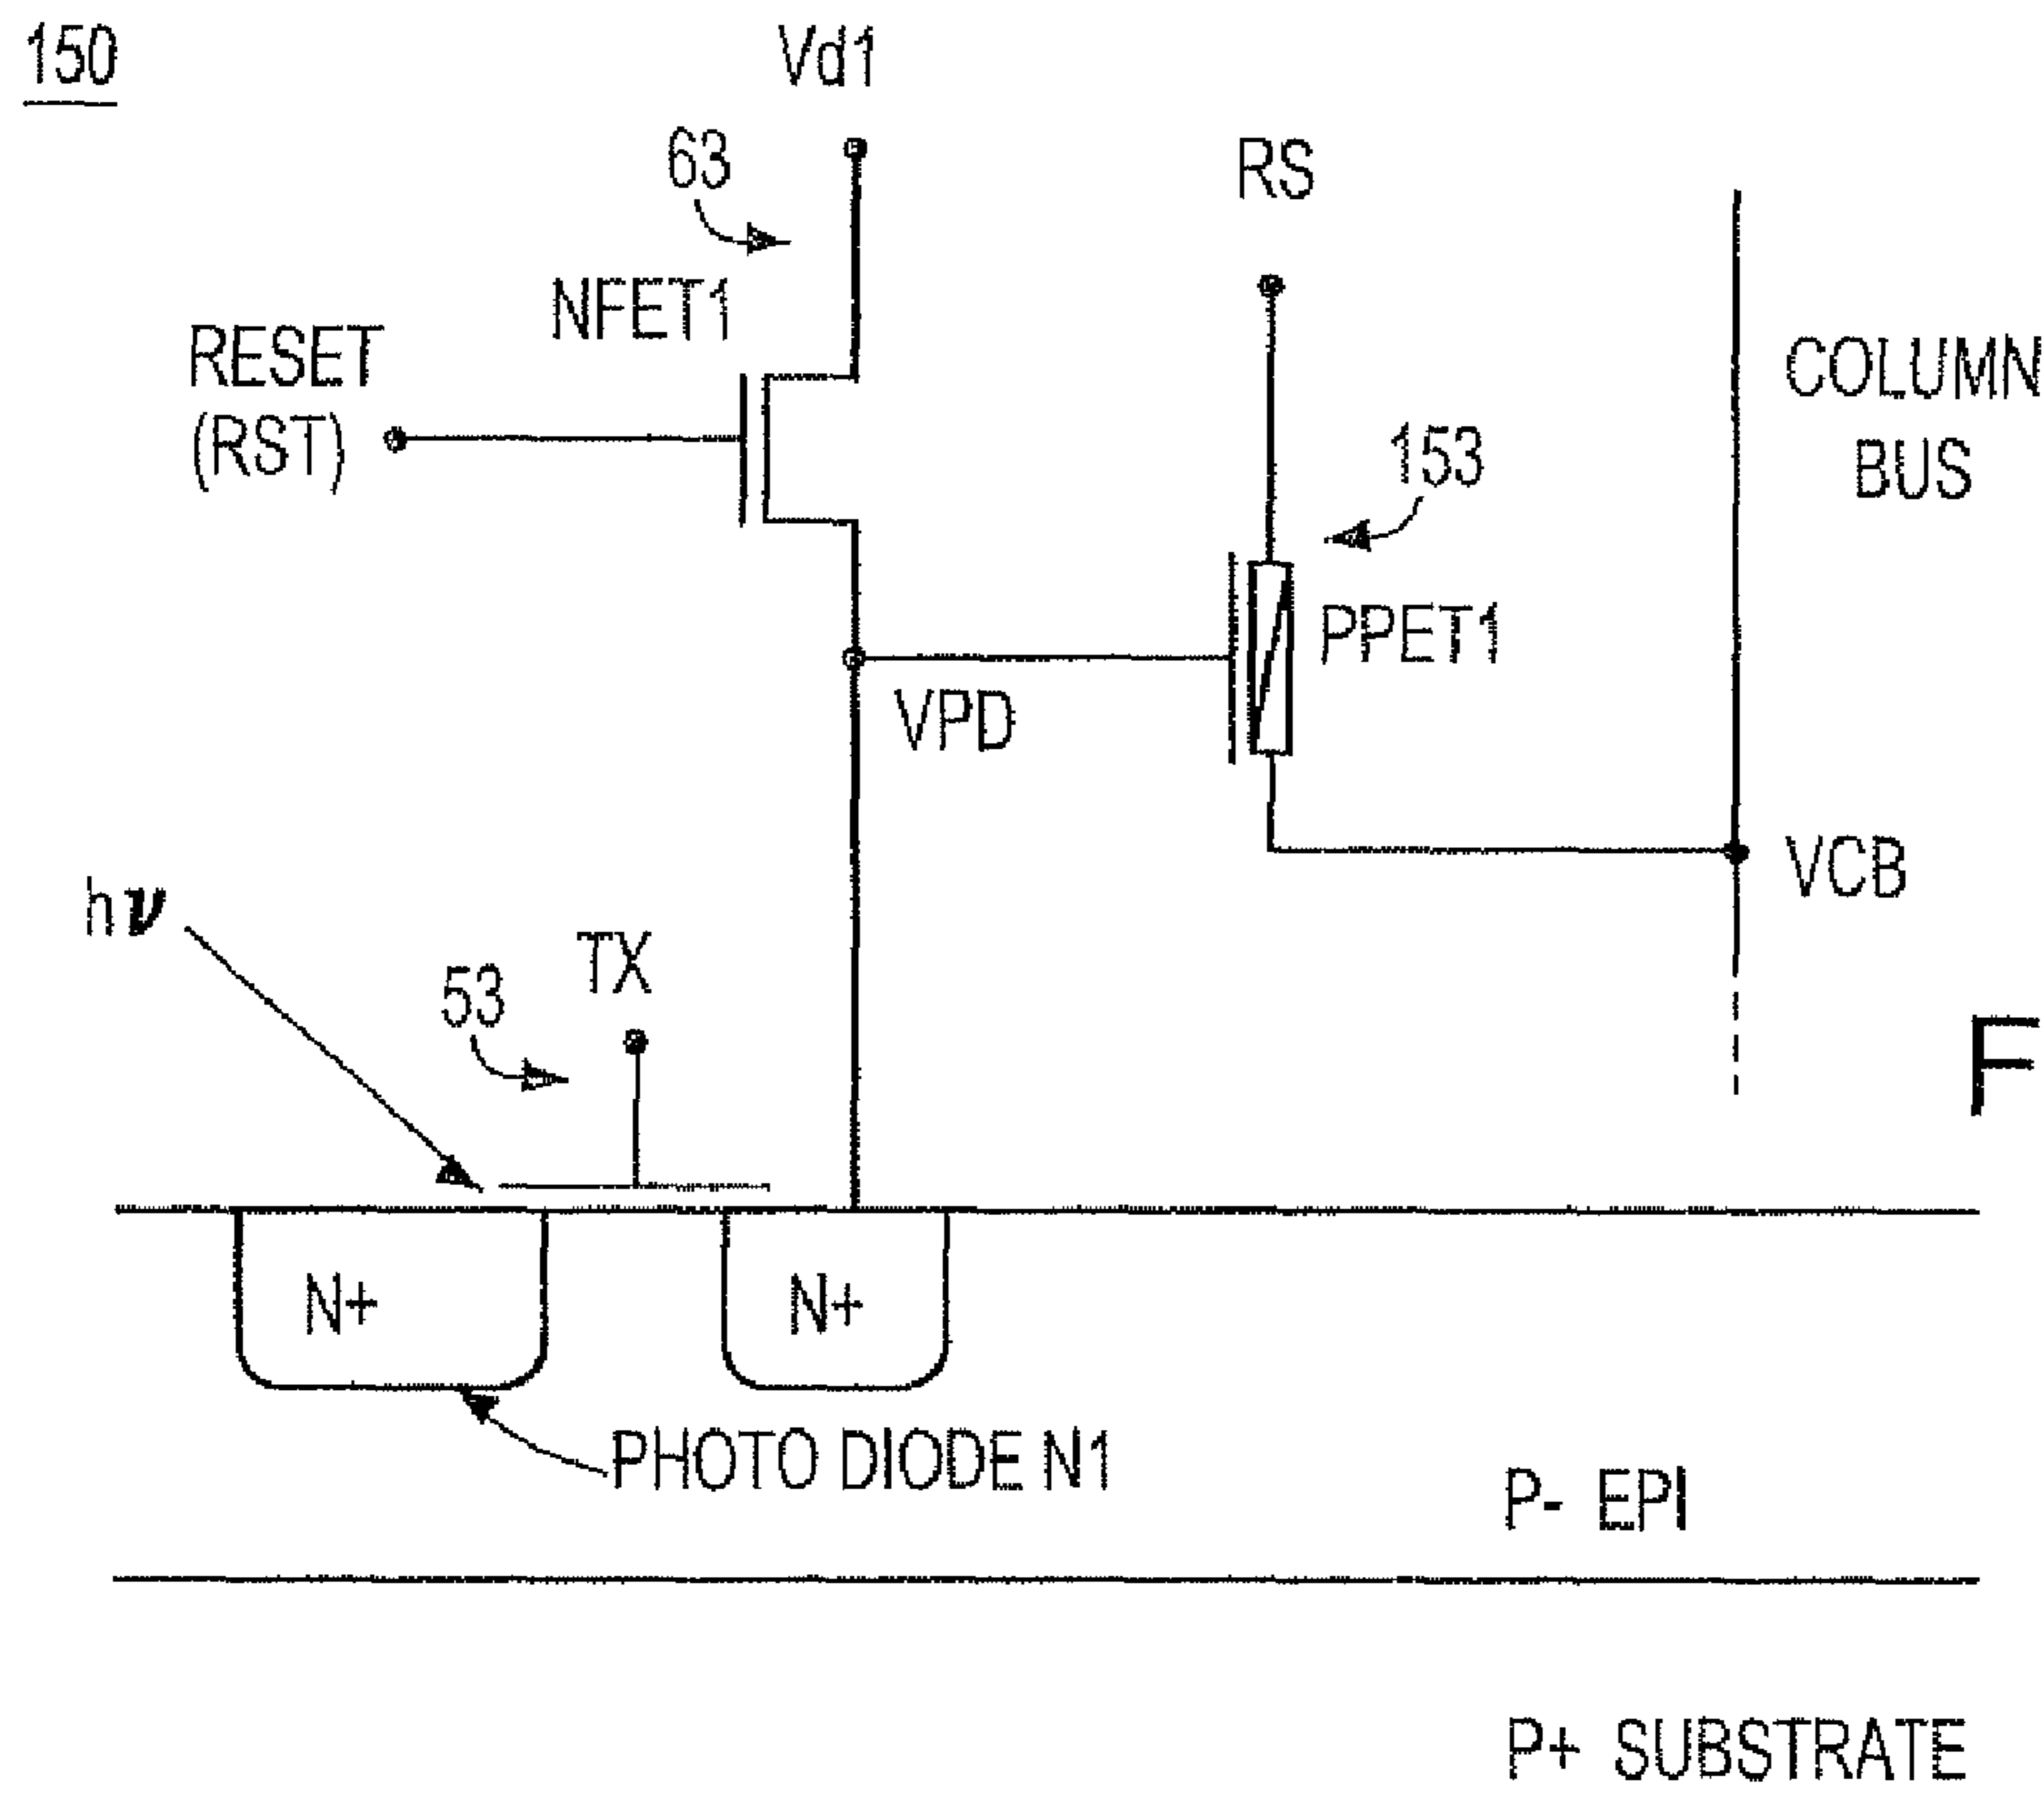 150
Vd1
63
RS
NFET1
RESET
(RST)
COLUMN
BUS
153
PPET1
VPD
VCB
hν
TX
53
F
N+
N+
PHOTO DIODE N1
P- EPI
P+ SUBSTRATE